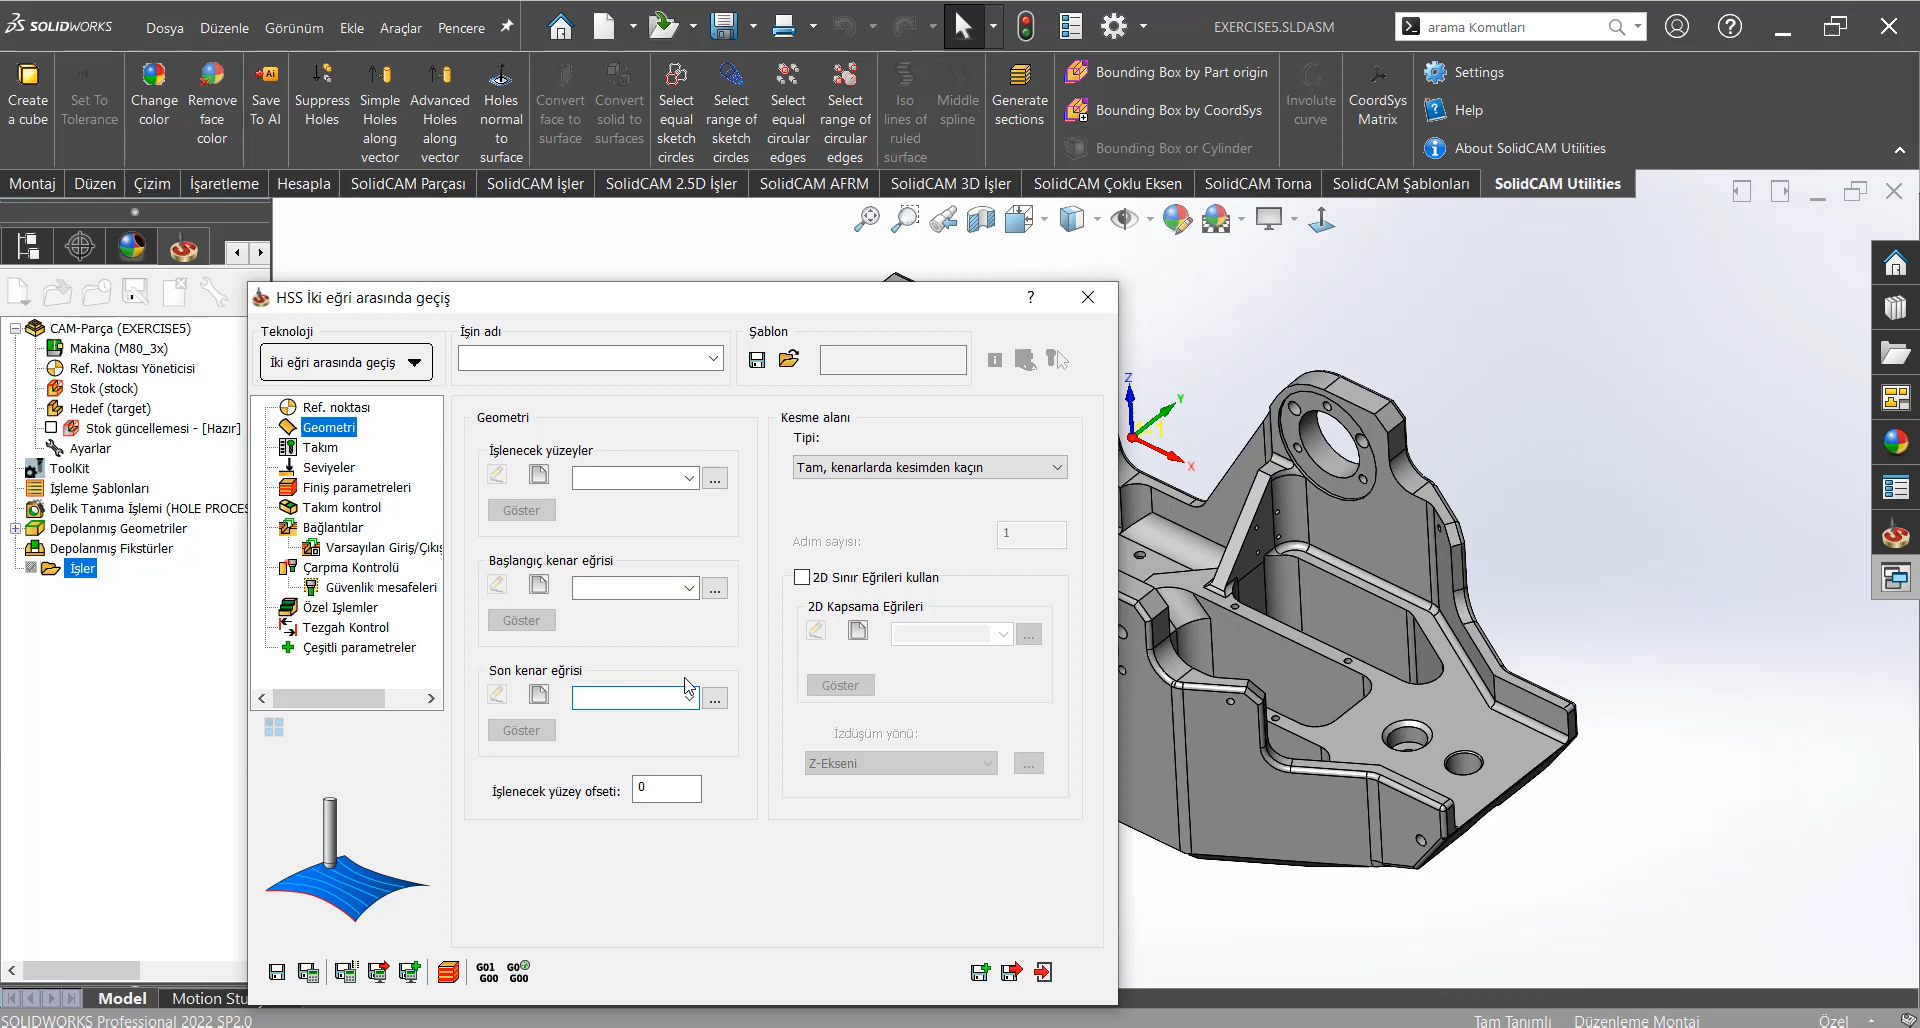 SOLIDWORKS
Dosya Düzenle Görünüm Ekle Araçlar Pencere
EXERCISE5.SLDASM
arama Komutları
Create a cube
Set To Tolerance
Change color
Remove face color
Save To AI
Suppress Holes
Simple Holes along vector
Advanced Holes along vector
Holes normal to surface
Convert face to surface
Convert solid to surfaces
Select equal sketch circles
Select range of sketch circles
Select equal circular edges
Select range of circular edges
Iso lines of ruled surface
Middle spline
Generate sections
Bounding Box by Part origin
Bounding Box by CoordSys
Bounding Box or Cylinder
Involute curve
CoordSys Matrix
Settings
Help
About SolidCAM Utilities
Montaj Düzen Çizim İşaretleme Hesapla SolidCAM Parçası SolidCAM İşler SolidCAM 2.5D İşler SolidCAM AFRM SolidCAM 3D İşler SolidCAM Çoklu Eksen SolidCAM Torna SolidCAM Şablonları SolidCAM Utilities
CAM-Parça (EXERCISE5)
Makina (M80_3x)
Ref. Noktası Yöneticisi
Stok (stock)
Hedef (target)
Stok güncellemesi - [Hazır]
Ayarlar
ToolKit
İşleme Şablonları
Delik Tanıma İşlemi (HOLE PROCES
Depolanmış Geometriler
Depolanmış Fikstürler
İşler
HSS İki eğri arasında geçiş
?
Teknoloji
İki eğri arasında geçiş
İşin adı
Şablon
Ref. noktası
Geometri
Takım
Seviyeler
Finiş parametreleri
Takım kontrol
Bağlantılar
Varsayılan Giriş/Çıkış
Çarpma Kontrolü
Güvenlik mesafeleri
Özel İşlemler
Tezgah Kontrol
Çeşitli parametreler
Geometri
İşlenecek yüzeyler
...
Göster
Başlangıç kenar eğrisi
...
Göster
Son kenar eğrisi
...
Göster
İşlenecek yüzey ofseti: 0
Kesme alanı
Tipi:
Tam, kenarlarda kesimden kaçın
Adım sayısı: 1
2D Sınır Eğrileri kullan
2D Kapsama Eğrileri
...
Göster
İzdüşüm yönü:
Z-Ekseni ...
G01 G00
G0 G00
Z
Y
X
Model Motion Study
SOLIDWORKS Professional 2022 SP2.0
Tam Tanımlı Düzenleme Montaj Özel